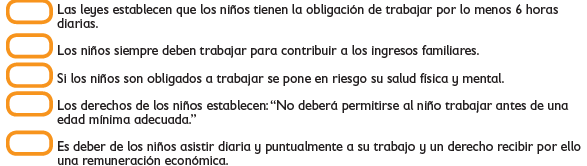 Las leyes establecen que los niños tienen la obligación de trabajar por lo menos 6 horas
diarias.
Los niños siempre deben trabajar para contribuir a los ingresos familiares.
Si los niños son obligados a trabajar se pone en riesgo su salud física y mental.
Los derechos de los niños establecen: “No deberá permitirse al niño trabajar antes de una
edad mínima adecuada.”
Es deber de los niños asistir diaria y puntualmente a su trabajo y un derecho recibir por ello
una remuneración económica.